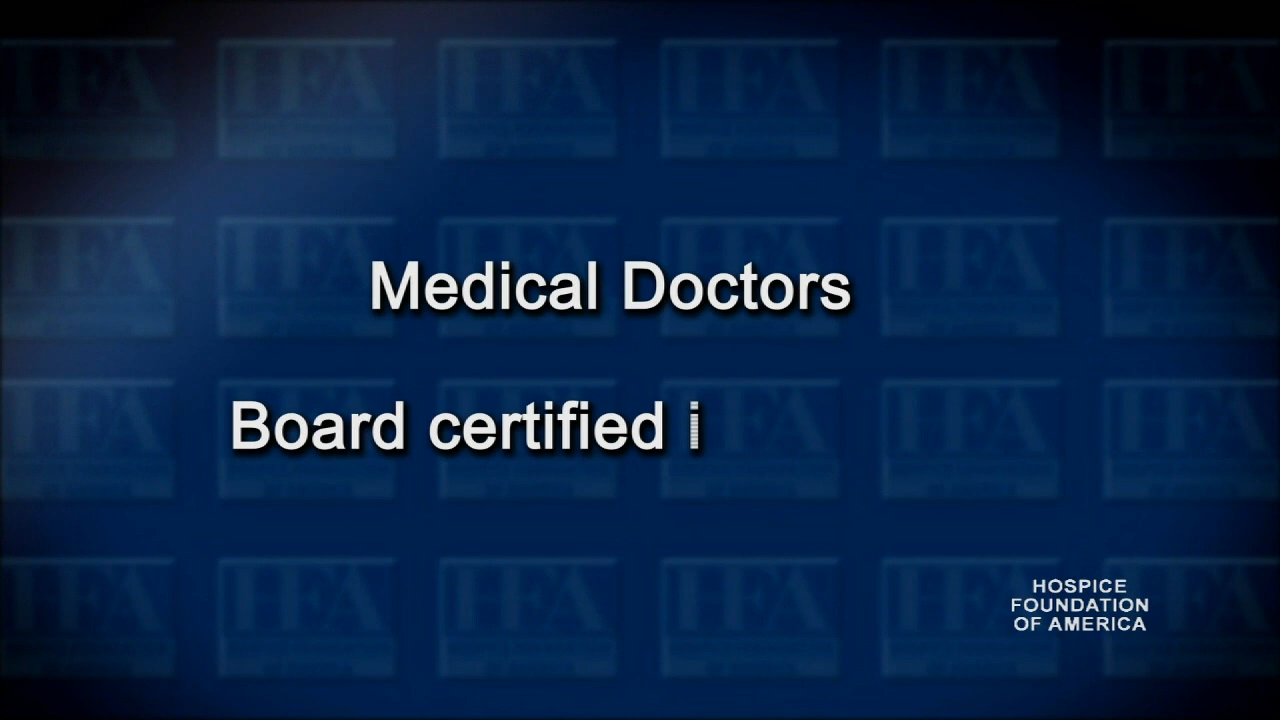 Medical Doctors
Board certified i
HOSPICE
FOUNDATION
OF AMERICA